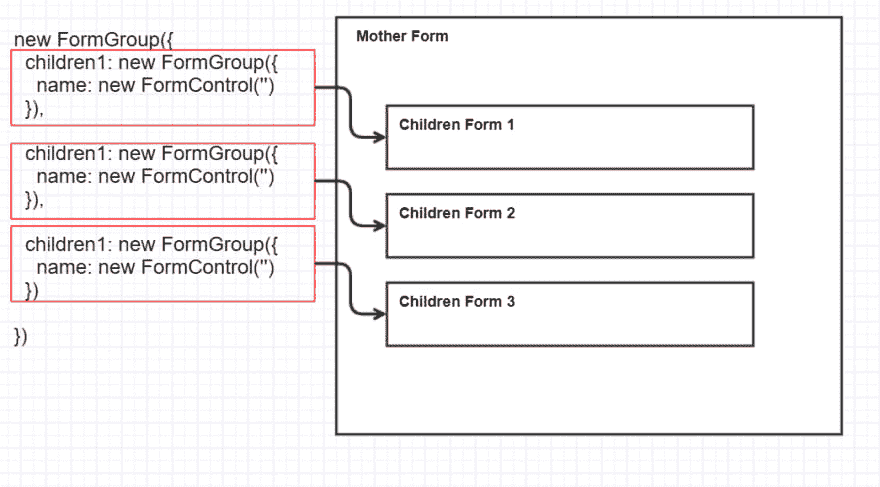 new FormGroup({
children1: new FormGroup({
name: new FormControl('')
}),
children1: new FormGroup({
name: new FormControl('')
}),
children1: new FormGroup({
name: new FormControl('')
})
})
Mother Form
Children Form 1
Children Form 2
Children Form 3